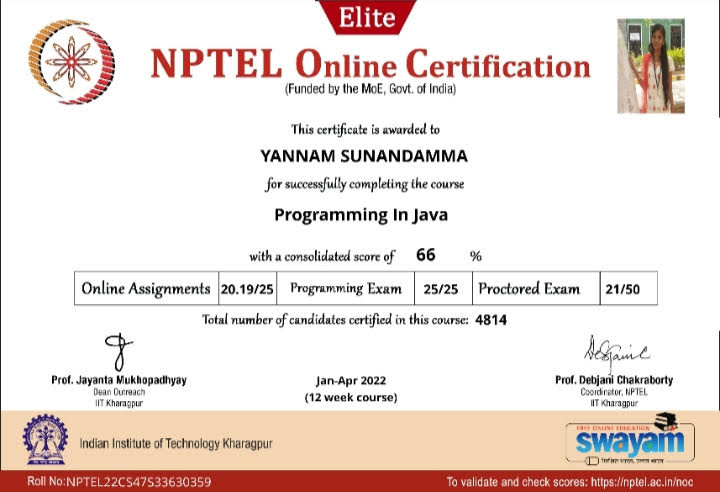 Elite
NPTEL Online Certification
(Funded by the MoE, Govt. of India)
This certificate is awarded to
YANNAM SUNANDAMMA
for successfully completing the course
Programming In Java
with a consolidated score of 66 %
Online Assignments 20.19/25 Programming Exam 25/25 Proctored Exam 21/50
Total number of candidates certified in this course: 4814
Prof. Jayanta Mukhopadhyay
Dean Outreach
IIT Kharagpur
Jan-Apr 2022
(12 week course)
Prof. Debjani Chakraborty
Coordinator, NPTEL
IIT Kharagpur
Indian Institute of Technology Kharagpur
FREE ONLINE EDUCATION
swayam
शिक्षित भारत, उन्नत भारत
Roll No:NPTEL22CS47S33630359
To validate and check scores: https://nptel.ac.in/noc